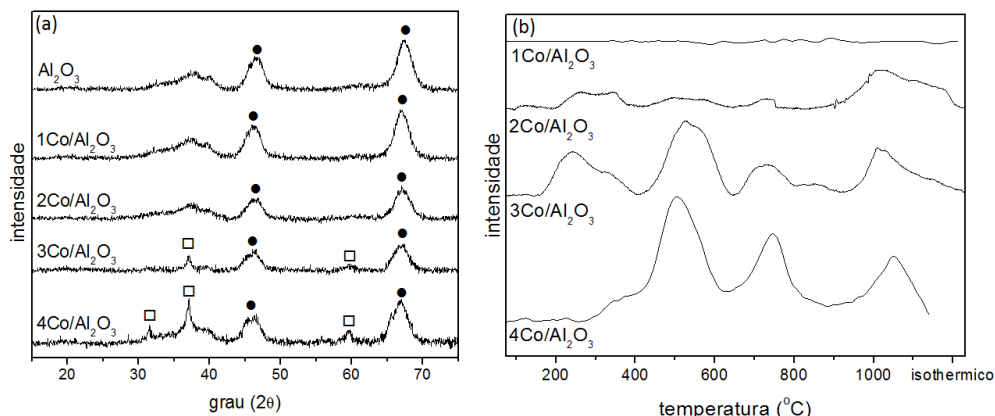 (a)
Al2O3
1Co/Al2O3
2Co/Al2O3
3Co/Al2O3
4Co/Al2O3
intensidade
20 30 40 50 60 70
grau (2θ)
(b)
1Co/Al2O3
2Co/Al2O3
3Co/Al2O3
4Co/Al2O3
intensidade
200 400 600 800 1000 isothermico
temperatura (°C)